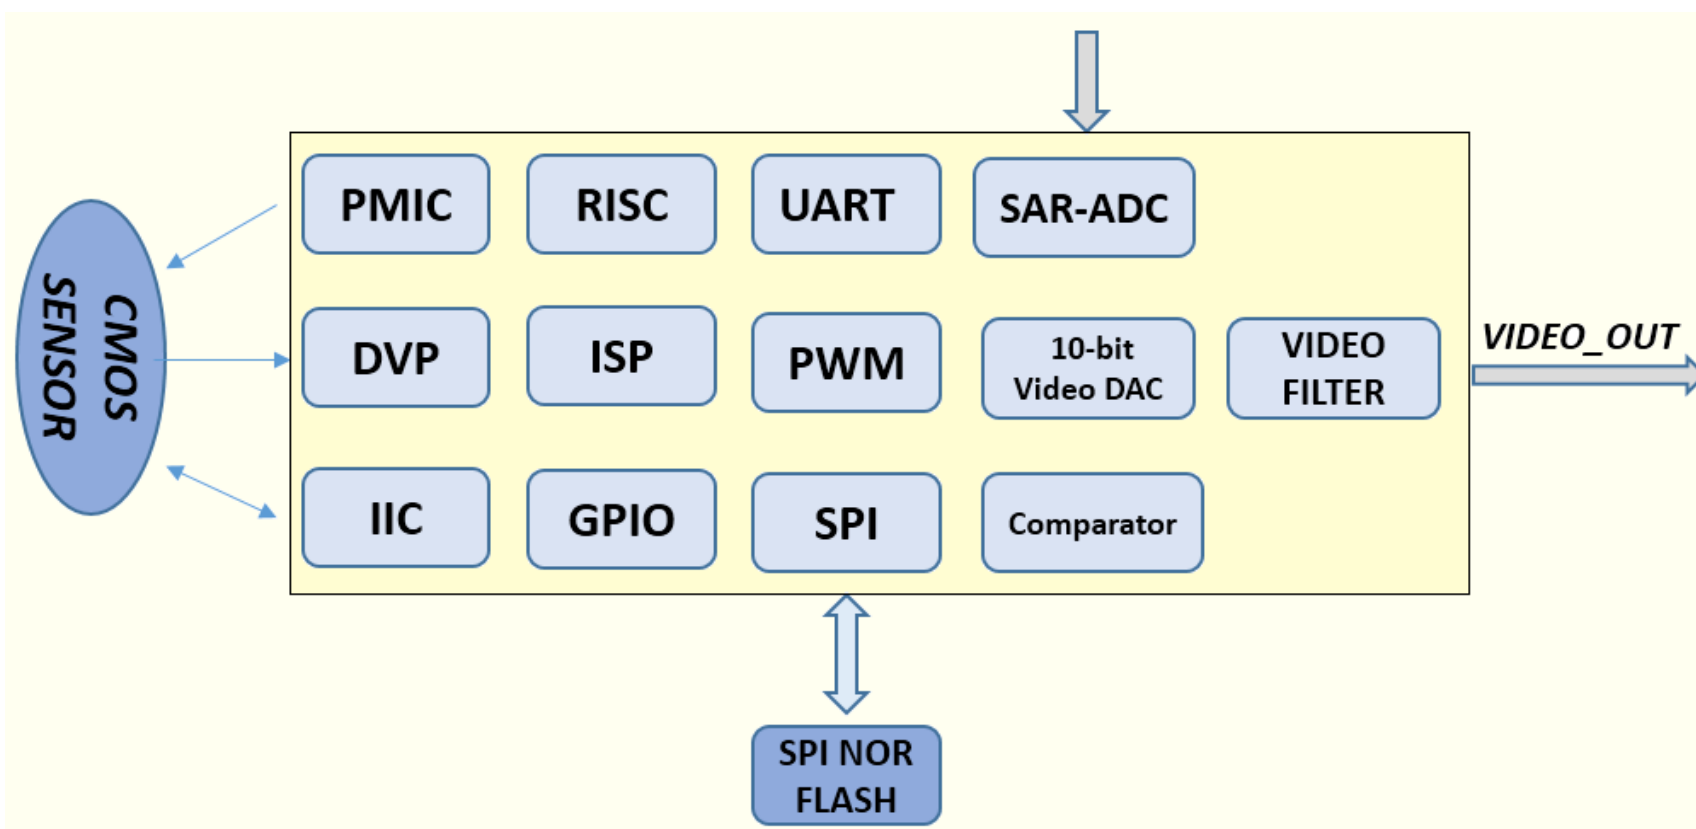 PMIC
RISC
UART
SAR-ADC
CMOS
SENSOR
DVP
ISP
PWM
10-bit
Video DAC
VIDEO
FILTER
VIDEO_OUT
IIC
GPIO
SPI
Comparator
SPI NOR
FLASH